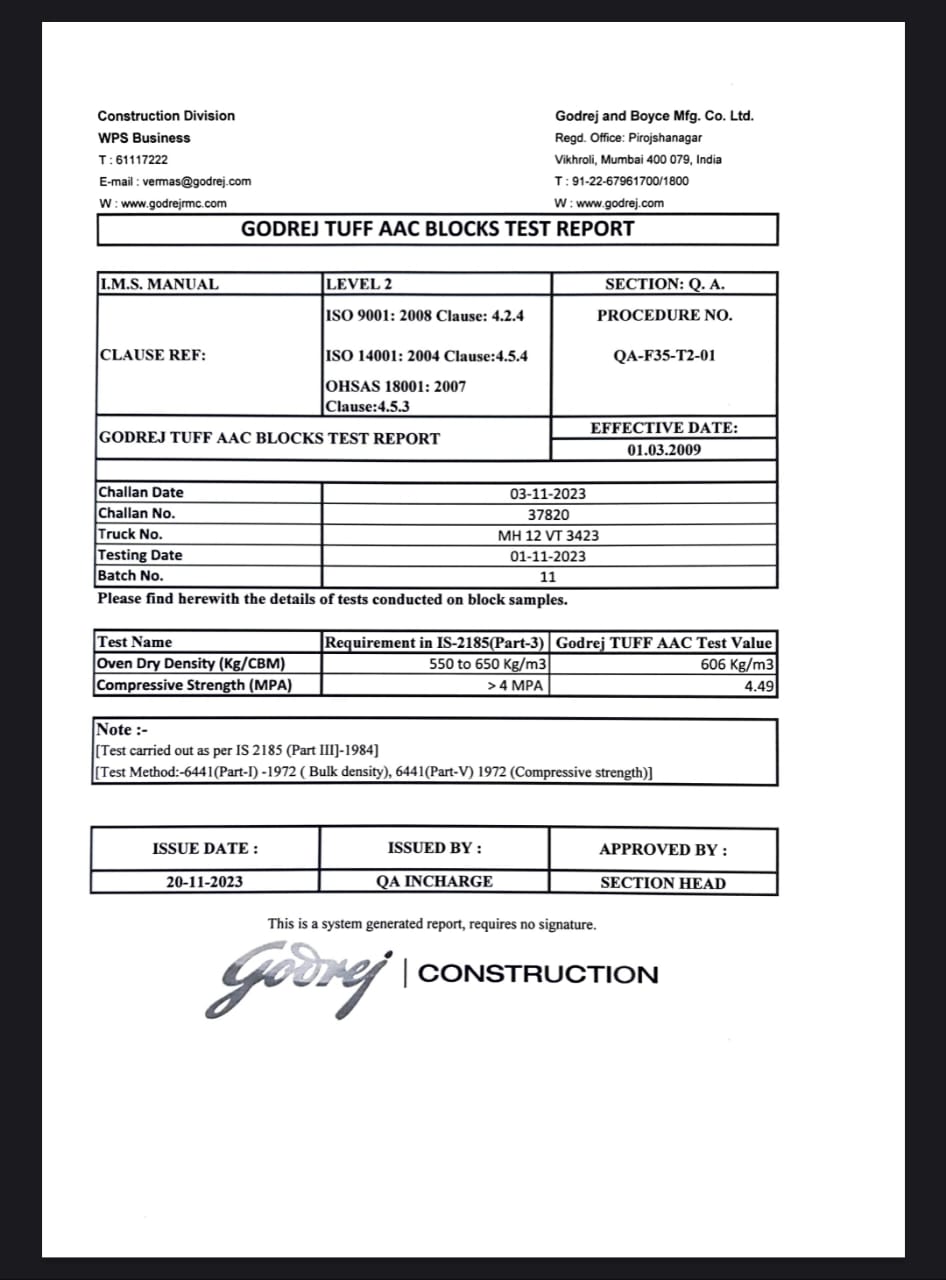 Construction Division
WPS Business
T : 61117222
E-mail : vermas@godrej.com
W : www.godrejrmc.com
Godrej and Boyce Mfg. Co. Ltd.
Regd. Office: Pirojshanagar
Vikhroli, Mumbai 400 079, India
T : 91-22-67961700/1800
W : www.godrej.com
GODREJ TUFF AAC BLOCKS TEST REPORT
I.M.S. MANUAL LEVEL 2 SECTION: Q. A.
CLAUSE REF:
ISO 9001: 2008 Clause: 4.2.4
ISO 14001: 2004 Clause:4.5.4
OHSAS 18001: 2007
Clause:4.5.3
PROCEDURE NO.
QA-F35-T2-01
GODREJ TUFF AAC BLOCKS TEST REPORT
EFFECTIVE DATE:
01.03.2009
Challan Date 03-11-2023
Challan No. 37820
Truck No. MH 12 VT 3423
Testing Date 01-11-2023
Batch No. 11
Please find herewith the details of tests conducted on block samples.
Test Name Requirement in IS-2185(Part-3) Godrej TUFF AAC Test Value
Oven Dry Density (Kg/CBM) 550 to 650 Kg/m3 606 Kg/m3
Compressive Strength (MPA) > 4 MPA 4.49
Note :-
[Test carried out as per IS 2185 (Part III]-1984]
[Test Method:-6441(Part-I) -1972 ( Bulk density), 6441(Part-V) 1972 (Compressive strength)]
ISSUE DATE : ISSUED BY : APPROVED BY :
20-11-2023 QA INCHARGE SECTION HEAD
This is a system generated report, requires no signature.
Godrej | CONSTRUCTION